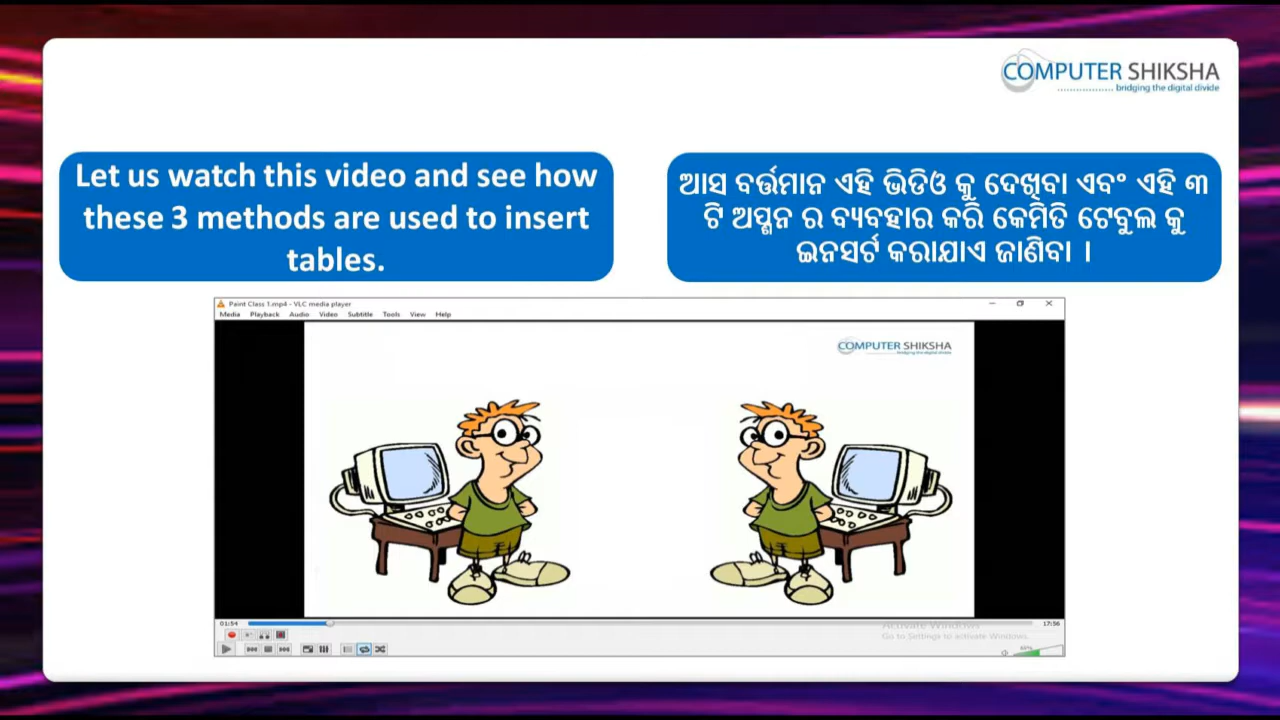 COMPUTER SHIKSHA
bridging the digital divide
Let us watch this video and see how
these 3 methods are used to insert
tables.
ଆସ ବର୍ତ୍ତମାନ ଏହି ଭିଡିଓ କୁ ଦେଖିବା ଏବଂ ଏହି ୩
ଟି ଅପ୍ସନ ର ବ୍ୟବହାର କରି କେମିତି ଟେବୁଲ କୁ
ଇନସର୍ଟ କରାଯାଏ ଜାଣିବା ।
Paint Class 1.mp4 - VLC media player
Media Playback Audio Video Subtitle Tools View Help
COMPUTER SHIKSHA
bridging the digital divide
01:54 17:56
Activate Windows
Go to Settings to activate Windows.